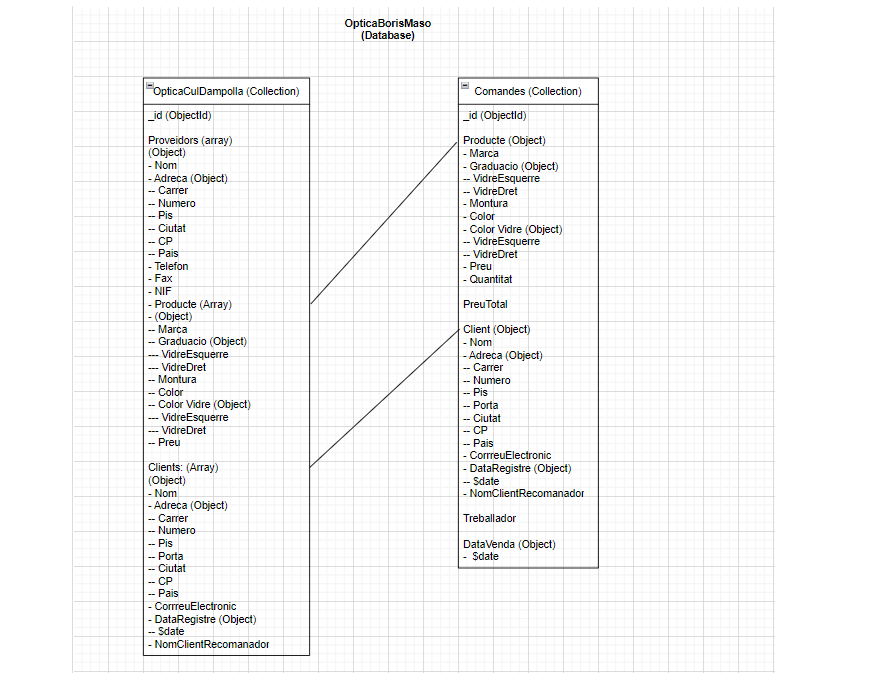 OpticaBorisMaso
(Database)
OpticaCulDampolla (Collection)
_id (ObjectId)
Proveidors (array)
(Object)
- Nom
- Adreca (Object)
-- Carrer
-- Numero
-- Pis
-- Ciutat
-- CP
-- Pais
- Telefon
- Fax
- NIF
- Producte (Array)
- (Object)
-- Marca
-- Graduacio (Object)
--- VidreEsquerre
--- VidreDret
-- Montura
-- Color
-- Color Vidre (Object)
--- VidreEsquerre
--- VidreDret
-- Preu
Clients: (Array)
(Object)
- Nom
- Adreca (Object)
-- Carrer
-- Numero
-- Pis
-- Porta
-- Ciutat
-- CP
-- Pais
- CorrreuElectronic
- DataRegistre (Object)
-- $date
- NomClientRecomanador
Comandes (Collection)
_id (ObjectId)
Producte (Object)
- Marca
- Graduacio (Object)
-- VidreEsquerre
-- VidreDret
- Montura
- Color
- Color Vidre (Object)
-- VidreEsquerre
-- VidreDret
- Preu
- Quantitat
PreuTotal
Client (Object)
- Nom
- Adreca (Object)
-- Carrer
-- Numero
-- Pis
-- Porta
-- Ciutat
-- CP
-- Pais
- CorrreuElectronic
- DataRegistre (Object)
-- $date
- NomClientRecomanador
Treballador
DataVenda (Object)
- $date